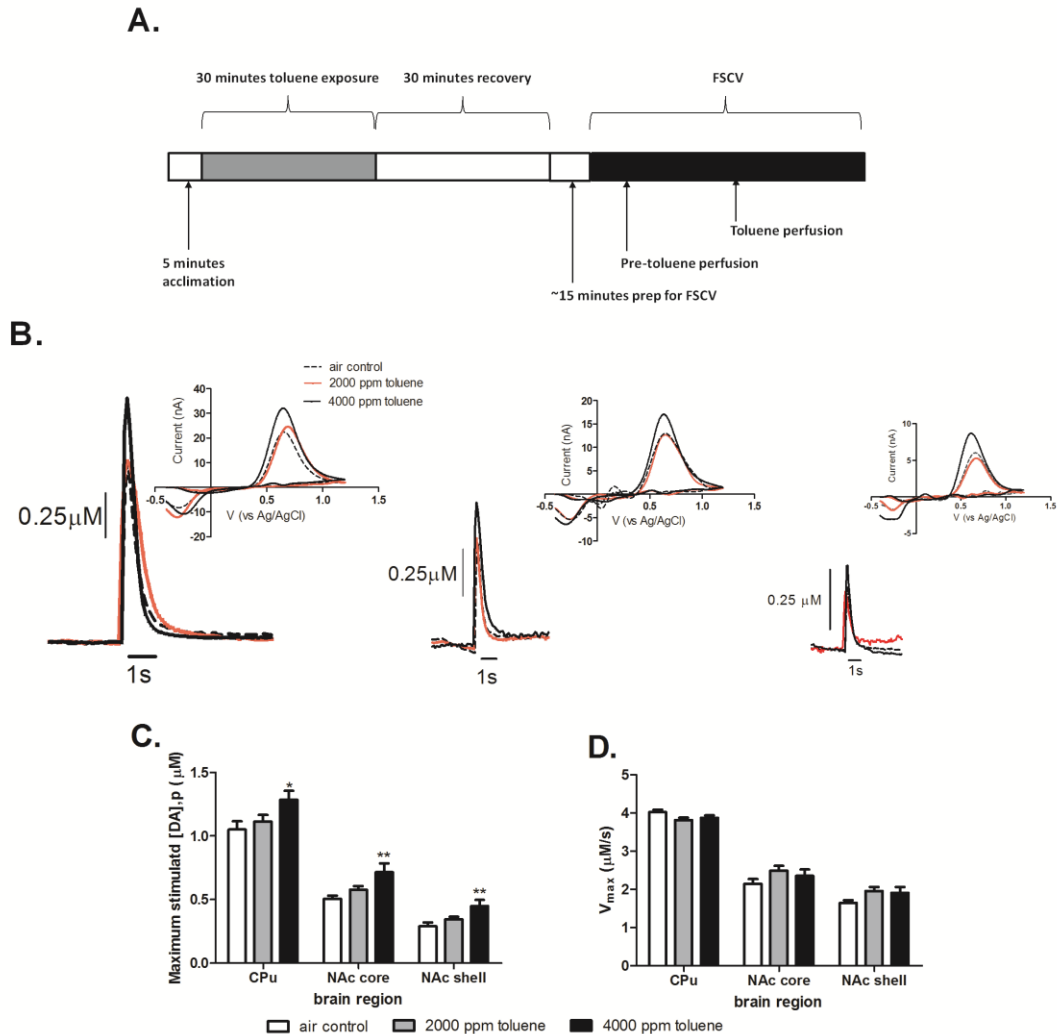 A.
30 minutes toluene exposure
30 minutes recovery
FSCV
5 minutes
acclimation
~15 minutes prep for FSCV
Pre-toluene perfusion
Toluene perfusion
B.
air control
2000 ppm toluene
4000 ppm toluene
Current (nA)
40
30
20
10
-10
-20
-0.5
0.5
1.0
1.5
V (vs Ag/AgCl)
0.25μM
1s
Current (nA)
20
15
10
5
-5
-10
-0.5
0.0
0.5
1.0
1.5
V (vs Ag/AgCl)
0.25μM
1s
Current (nA)
10
5
-5
-0.5
0.5
1.0
1.5
V (vs Ag/AgCl)
0.25 μM
1s
C.
Maximum stimulatd [DA],p (μM)
1.5
1.0
0.5
0.0
*
**
**
CPu
NAc core
NAc shell
brain region
D.
Vmax (μM/s)
5
4
3
2
1
0
CPu
NAc core
NAc shell
brain region
air control
2000 ppm toluene
4000 ppm toluene